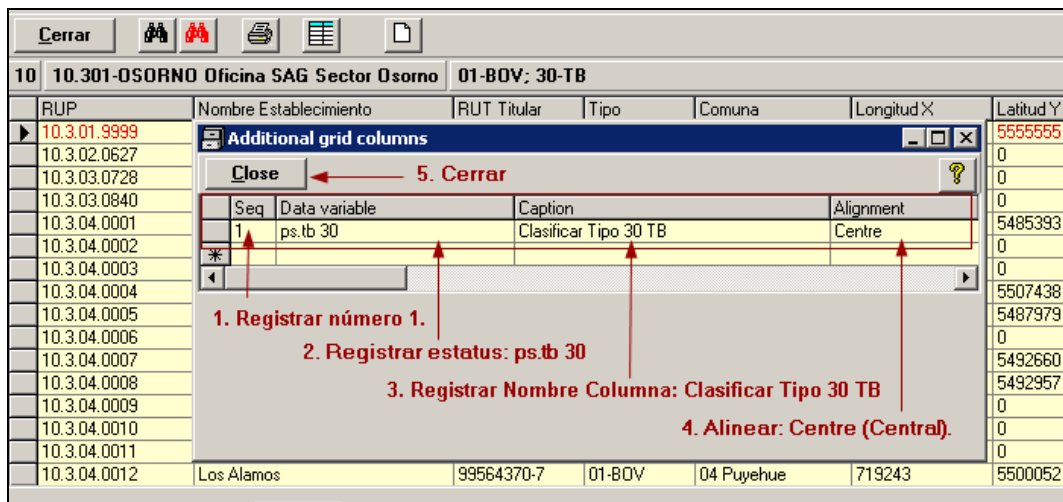 Cerrar
10 10.301-OSORNO Oficina SAG Sector Osorno 01-BOV; 30-TB
RUP Nombre Establecimiento RUT Titular Tipo Comuna Longitud X Latitud Y
10.3.01.9999 5555555
Additional grid columns
10.3.02.0627 0
Close 5. Cerrar ?
10.3.03.0728 0
10.3.03.0840 0
Seq Data variable Caption Alignment
10.3.04.0001 5485393
1 ps.tb 30 Clasificar Tipo 30 TB Centre
10.3.04.0002 0
10.3.04.0003 0
10.3.04.0004 5507438
10.3.04.0005 5487979
1. Registrar número 1.
10.3.04.0006 0
2. Registrar estatus: ps.tb 30
10.3.04.0007 5492660
10.3.04.0008 5492957
3. Registrar Nombre Columna: Clasificar Tipo 30 TB
10.3.04.0009 0
10.3.04.0010 0
4. Alinear: Centre (Central).
10.3.04.0011 0
10.3.04.0012 Los Alamos 99564370-7 01-BOV 04 Puyehue 719243 5500052